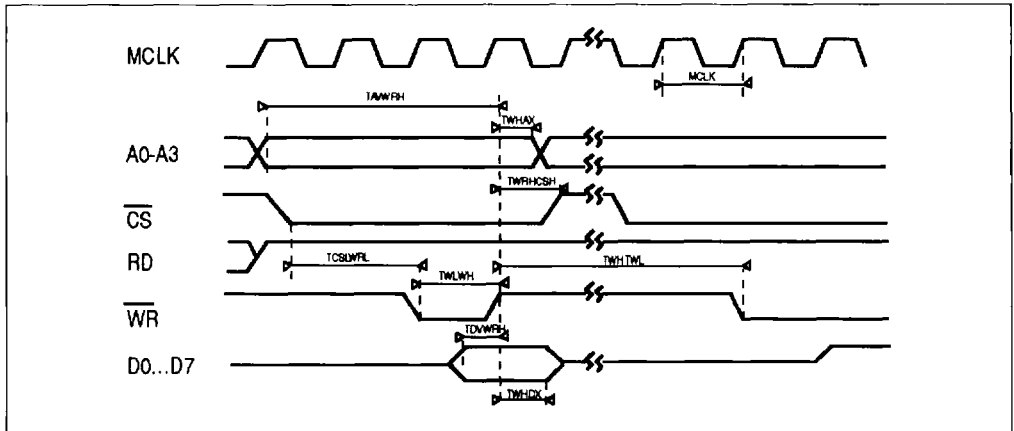 MCLK
MCLK
TAVWRH
TWHAX
A0-A3
TWRHCSH
CS
RD
TCSLWRL
TWHTWL
TWLWH
WR
TDVWRH
D0...D7
TWHDX